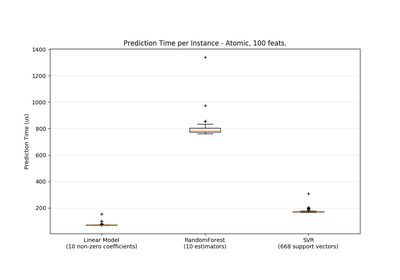 Prediction Time per Instance - Atomic, 100 feats.
1400
1200
1000
800
600
400
200
Prediction Time (us)
Linear Model
(10 non-zero coefficients)
RandomForest
(10 estimators)
SVR
(668 support vectors)